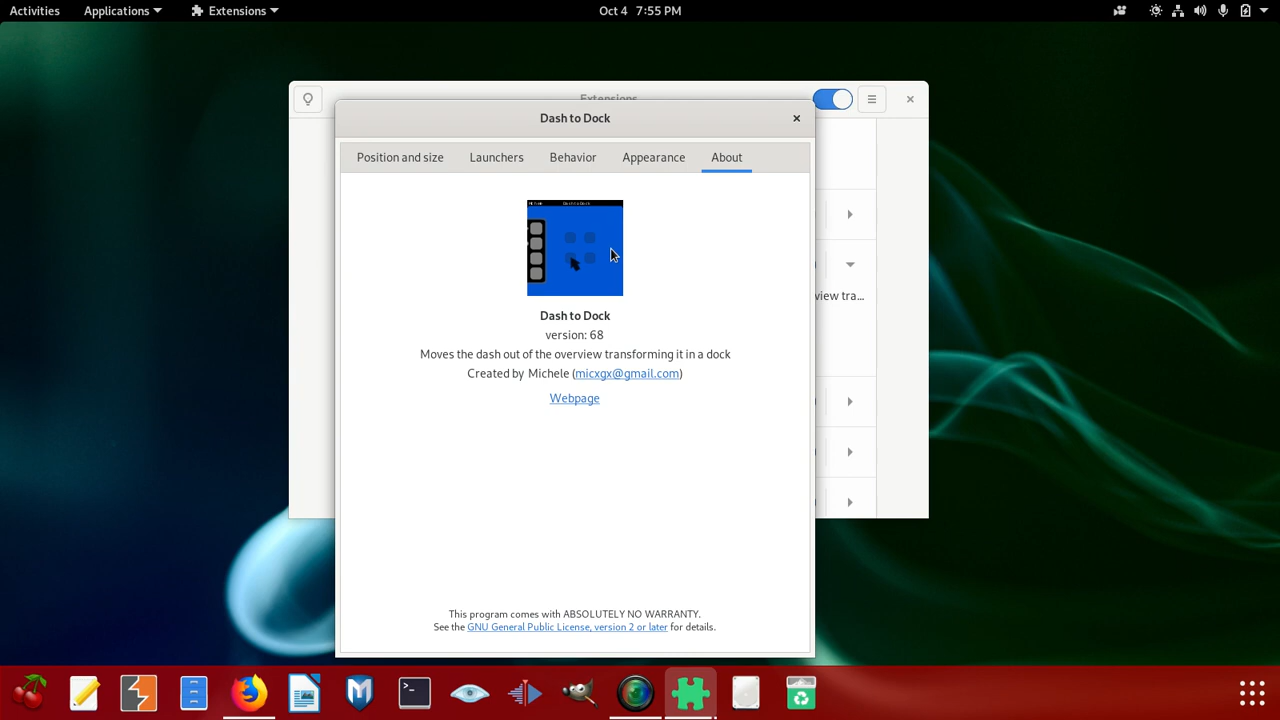 Activities Applications Extensions Oct 4 7:55 PM
Extensions
Dash to Dock
Position and size Launchers Behavior Appearance About
Dash to Dock
version: 68
Moves the dash out of the overview transforming it in a dock
Created by Michele (micxgx@gmail.com)
Webpage
view tra...
This program comes with ABSOLUTELY NO WARRANTY.
See the GNU General Public License, version 2 or later for details.